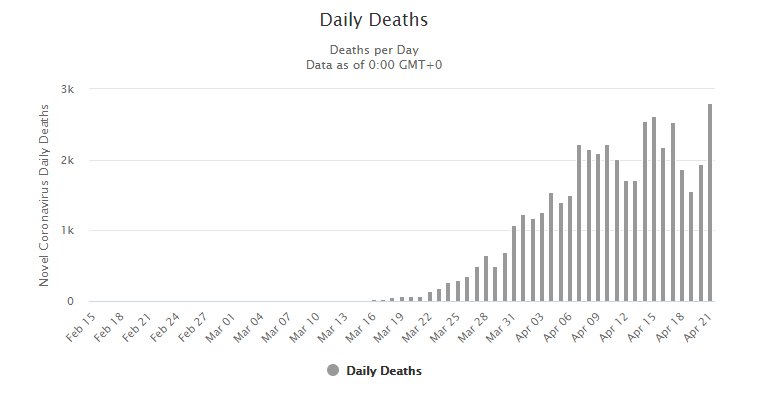 Daily Deaths
Deaths per Day
Data as of 0:00 GMT+0
Novel Coronavirus Daily Deaths
3k
2k
1k
0
Feb 15
Feb 18
Feb 21
Feb 24
Feb 27
Mar 01
Mar 04
Mar 07
Mar 10
Mar 13
Mar 16
Mar 19
Mar 22
Mar 25
Mar 28
Mar 31
Apr 03
Apr 06
Apr 09
Apr 12
Apr 15
Apr 18
Apr 21
Daily Deaths